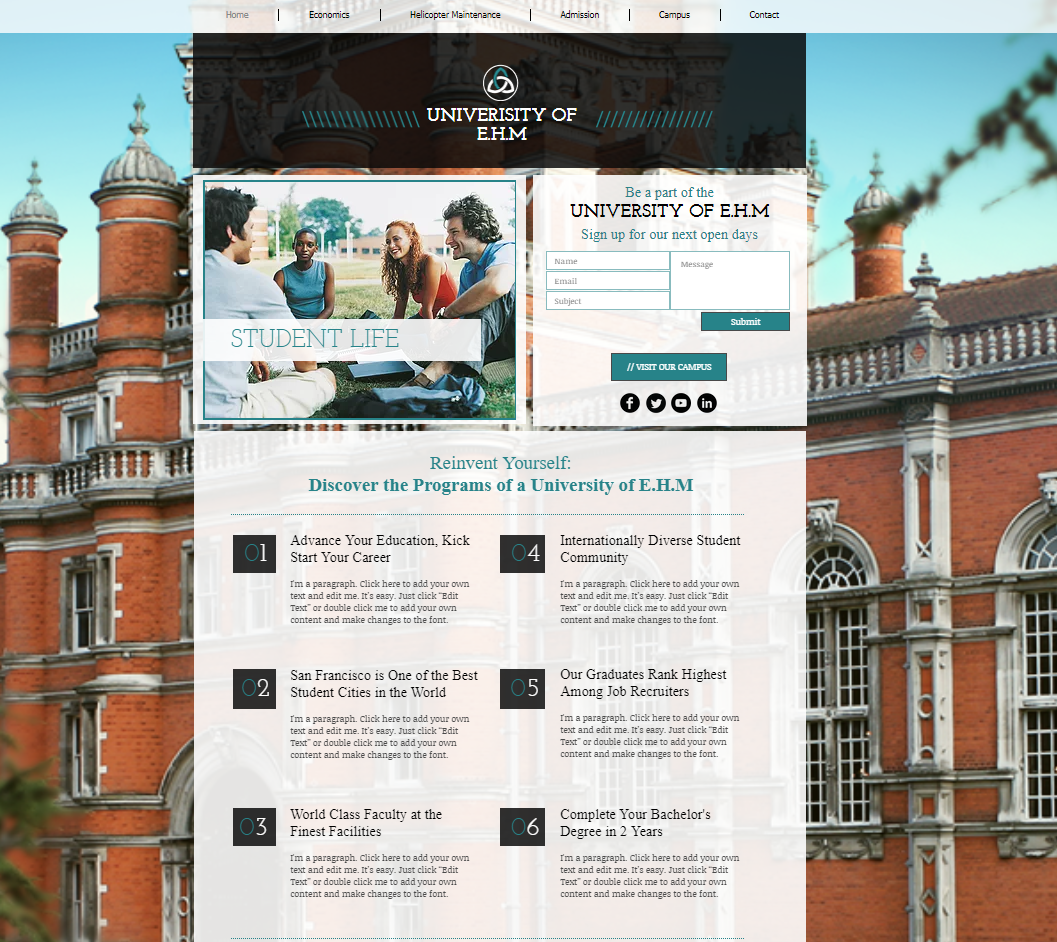 Home
Economics
Helicopter Maintenance
Admission
Campus
Contact
\\\\\\\\\\\\\\\\ UNIVERISITY OF ////////////////
E.H.M
STUDENT LIFE
Be a part of the
UNIVERSITY OF E.H.M
Sign up for our next open days
Name
Email
Subject
Message
Submit
// VISIT OUR CAMPUS
Reinvent Yourself:
Discover the Programs of a University of E.H.M
01
Advance Your Education, Kick
Start Your Career
I'm a paragraph. Click here to add your own
text and edit me. It's easy. Just click “Edit
Text” or double click me to add your own
content and make changes to the font.
04
Internationally Diverse Student
Community
I'm a paragraph. Click here to add your own
text and edit me. It's easy. Just click “Edit
Text” or double click me to add your own
content and make changes to the font.
02
San Francisco is One of the Best
Student Cities in the World
I'm a paragraph. Click here to add your own
text and edit me. It's easy. Just click “Edit
Text” or double click me to add your own
content and make changes to the font.
05
Our Graduates Rank Highest
Among Job Recruiters
I'm a paragraph. Click here to add your own
text and edit me. It's easy. Just click “Edit
Text” or double click me to add your own
content and make changes to the font.
03
World Class Faculty at the
Finest Facilities
I'm a paragraph. Click here to add your own
text and edit me. It's easy. Just click “Edit
Text” or double click me to add your own
content and make changes to the font.
06
Complete Your Bachelor's
Degree in 2 Years
I'm a paragraph. Click here to add your own
text and edit me. It's easy. Just click “Edit
Text” or double click me to add your own
content and make changes to the font.